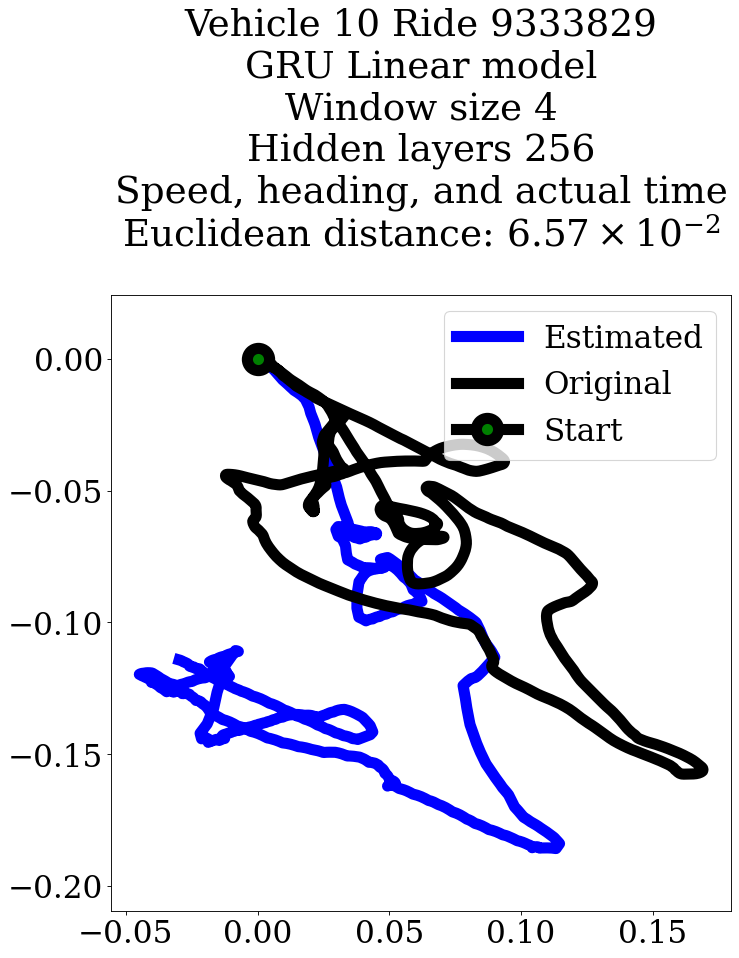 Vehicle 10 Ride 9333829
GRU Linear model
Window size 4
Hidden layers 256
Speed, heading, and actual time
Euclidean distance: 6.57 × 10⁻²
Estimated
Original
Start
0.00
−0.05
−0.10
−0.15
−0.20
−0.05 0.00 0.05 0.10 0.15